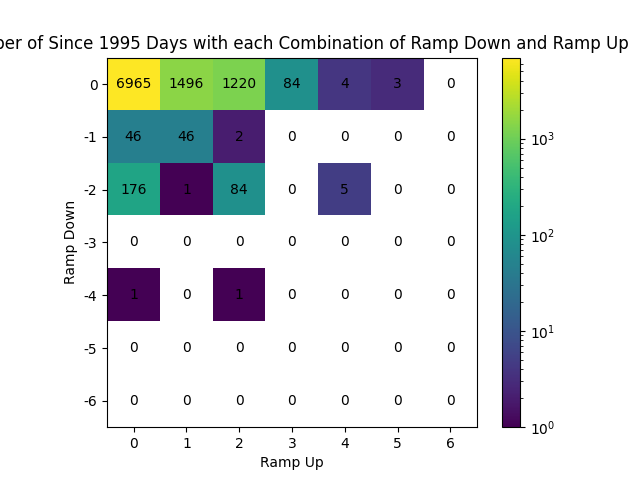 of Since 1995 Days with each Combination of Ramp Down and Ramp Up
0 6965 1496 1220 84 4 3 0
-1 46 46 2 0 0 0 0
-2 176 1 84 0 5 0 0
-3 0 0 0 0 0 0 0
-4 1 0 1 0 0 0 0
-5 0 0 0 0 0 0 0
-6 0 0 0 0 0 0 0
0 1 2 3 4 5 6
Ramp Up
Ramp Down
10³
10²
10¹
10⁰